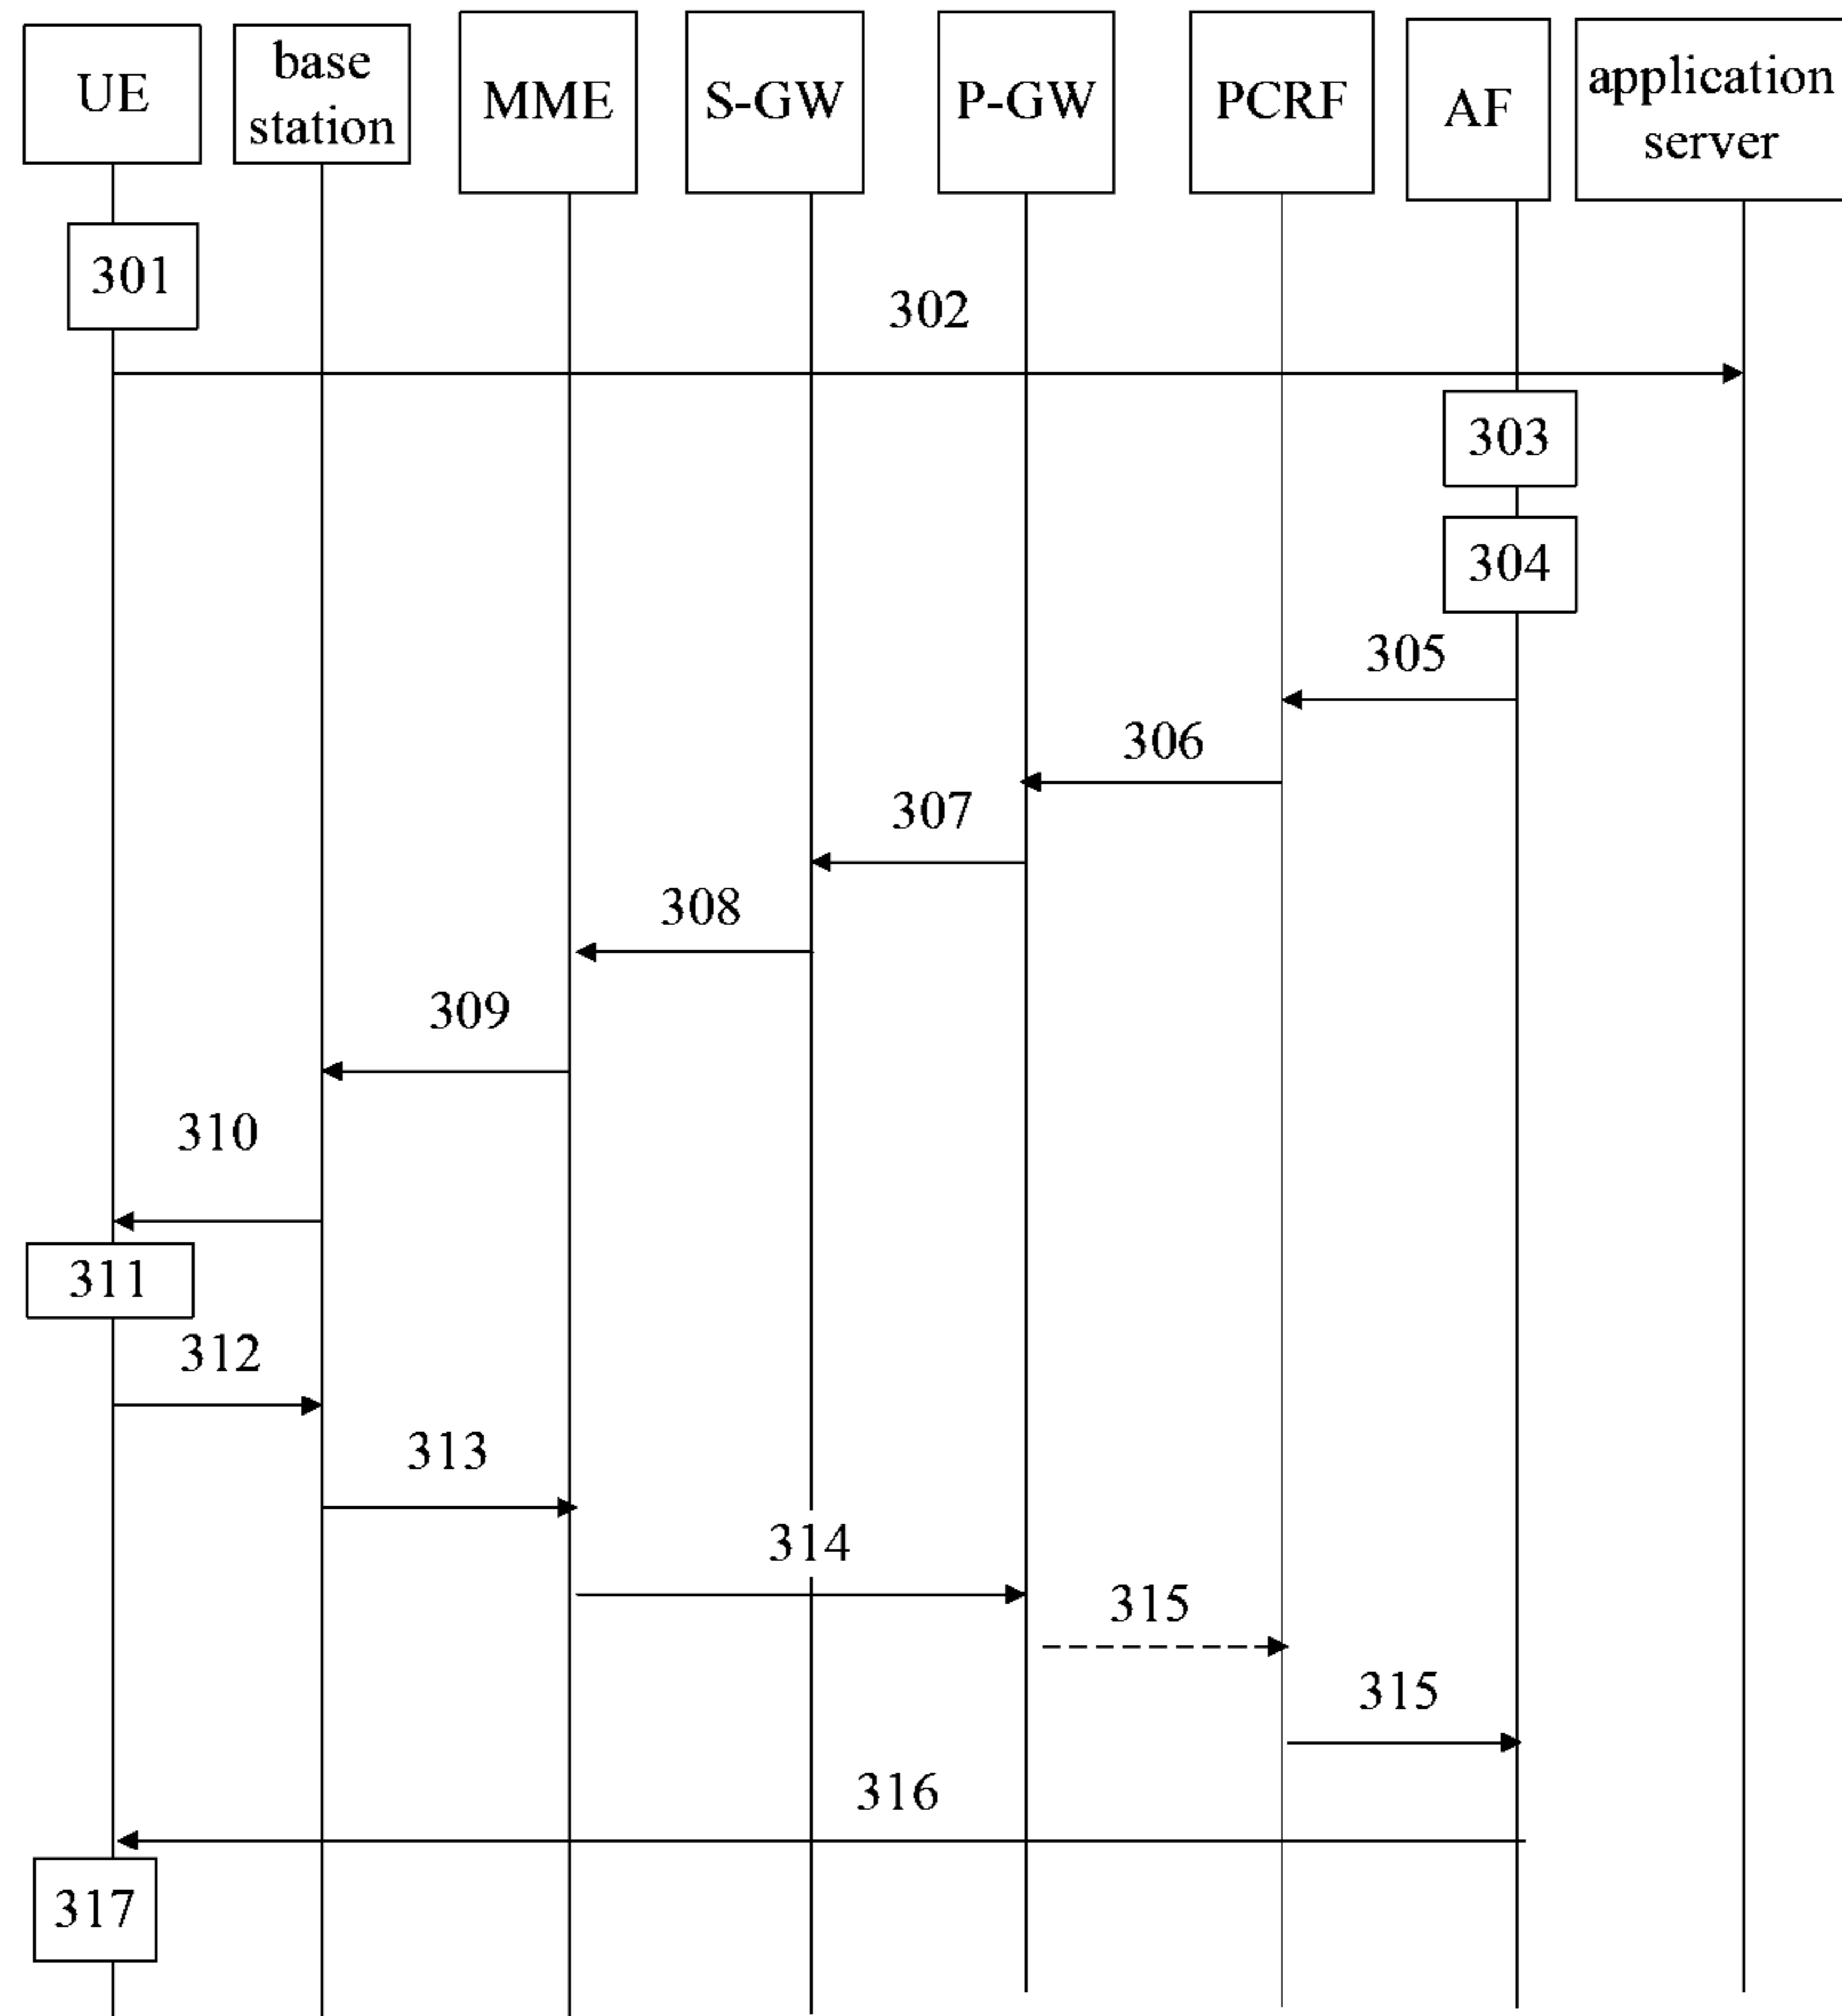 UE
base
station
MME
S-GW
P-GW
PCRF
AF
application
server
301
302
303
304
305
306
307
308
309
310
311
312
313
314
315
315
316
317